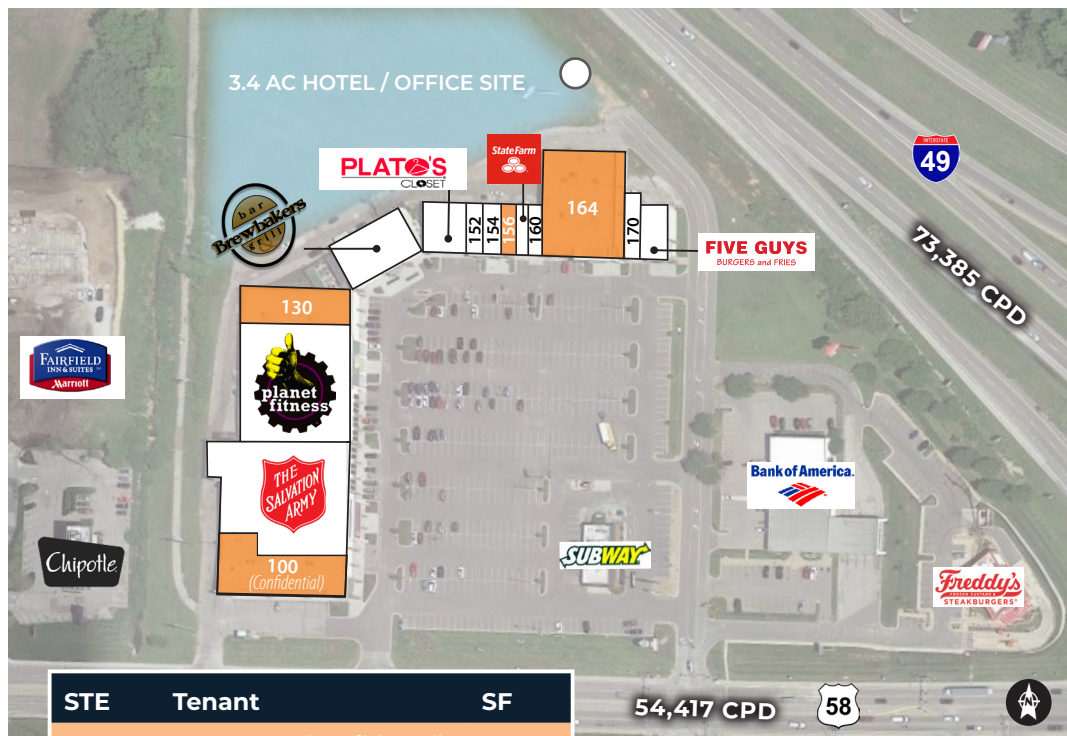 3.4 AC HOTEL / OFFICE SITE
StateFarm
PLATO'S
CLOSET
INTERSTATE
49
bar
Brewbakers
grill
152
154
156
160
164
170
FIVE GUYS
BURGERS and FRIES
73,385 CPD
130
FAIRFIELD
INN & SUITES
Marriott
planet
fitness
THE
SALVATION
ARMY
Bank of America.
Chipotle
SUBWAY
100
(Confidential)
Freddy's
FROZEN CUSTARD &
STEAKBURGERS
STE Tenant SF
54,417 CPD
58
N